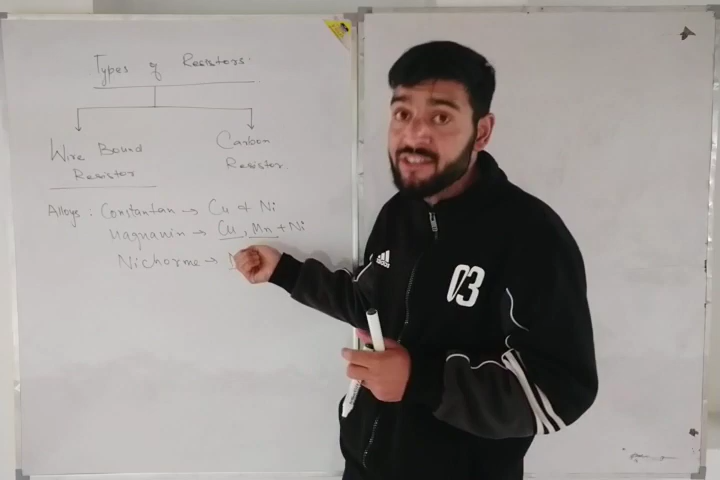 Types of Resistors.
Wire Bound
Resistor
Carbon
Resistor.
Alloys : Constantan → Cu & Ni
Magnanin → Cu, Mn + Ni
Nichorme →
adidas
03